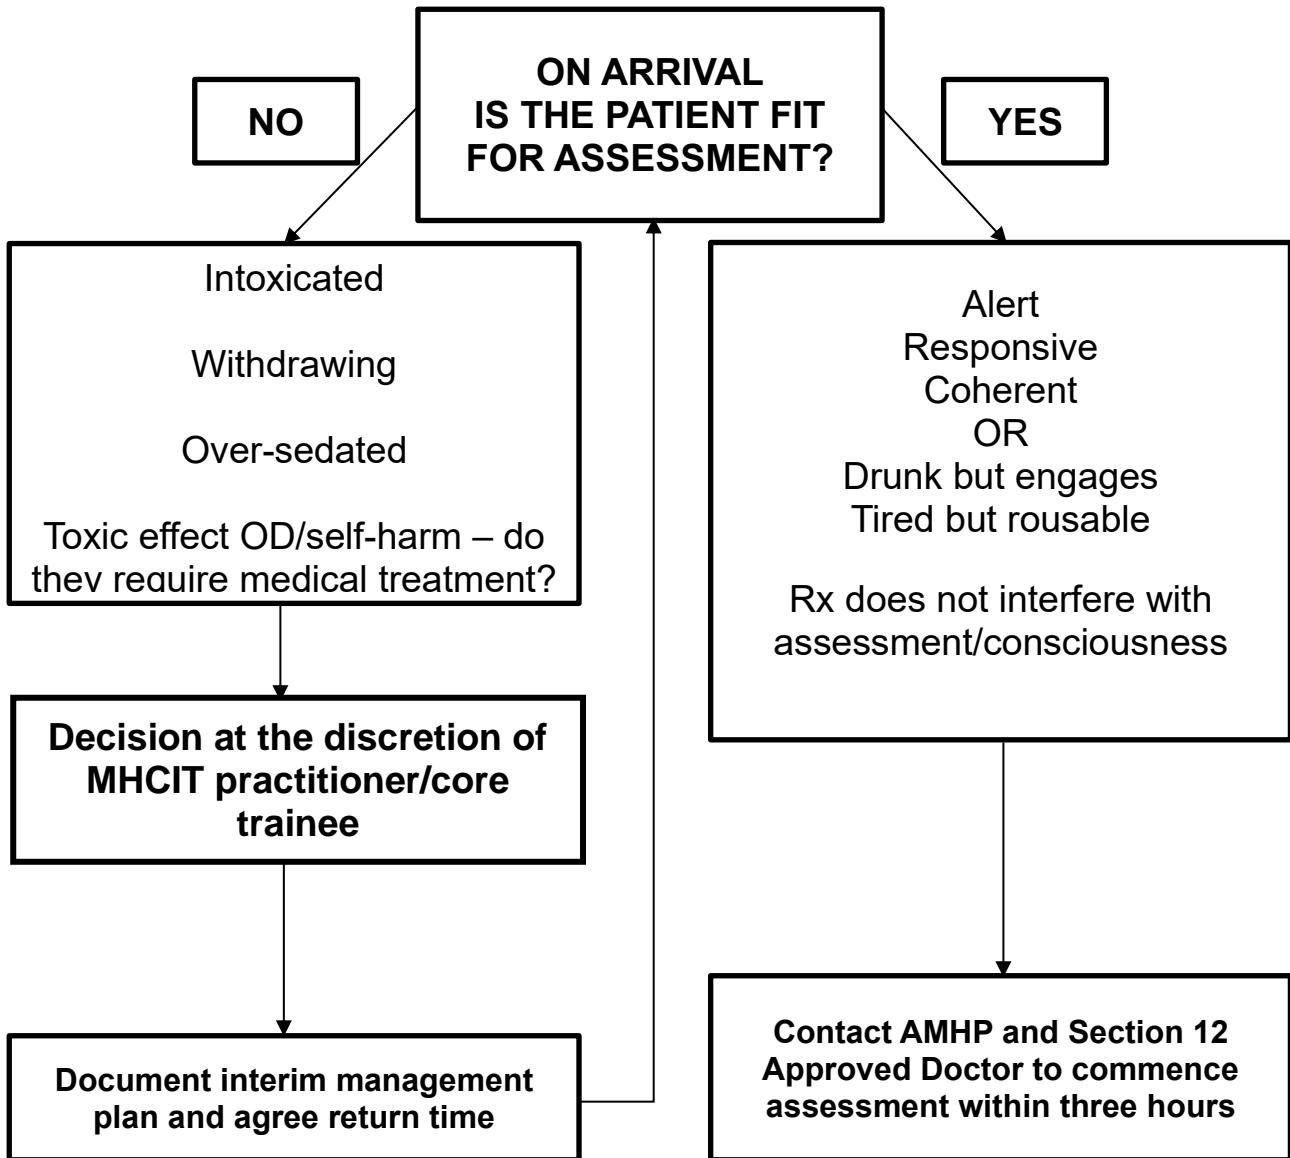 ON ARRIVAL
IS THE PATIENT FIT
FOR ASSESSMENT?
NO
YES
Intoxicated
Withdrawing
Over-sedated
Toxic effect OD/self-harm – do
they require medical treatment?
Alert
Responsive
Coherent
OR
Drunk but engages
Tired but rousable
Rx does not interfere with
assessment/consciousness
Decision at the discretion of
MHCIT practitioner/core
trainee
Document interim management
plan and agree return time
Contact AMHP and Section 12
Approved Doctor to commence
assessment within three hours